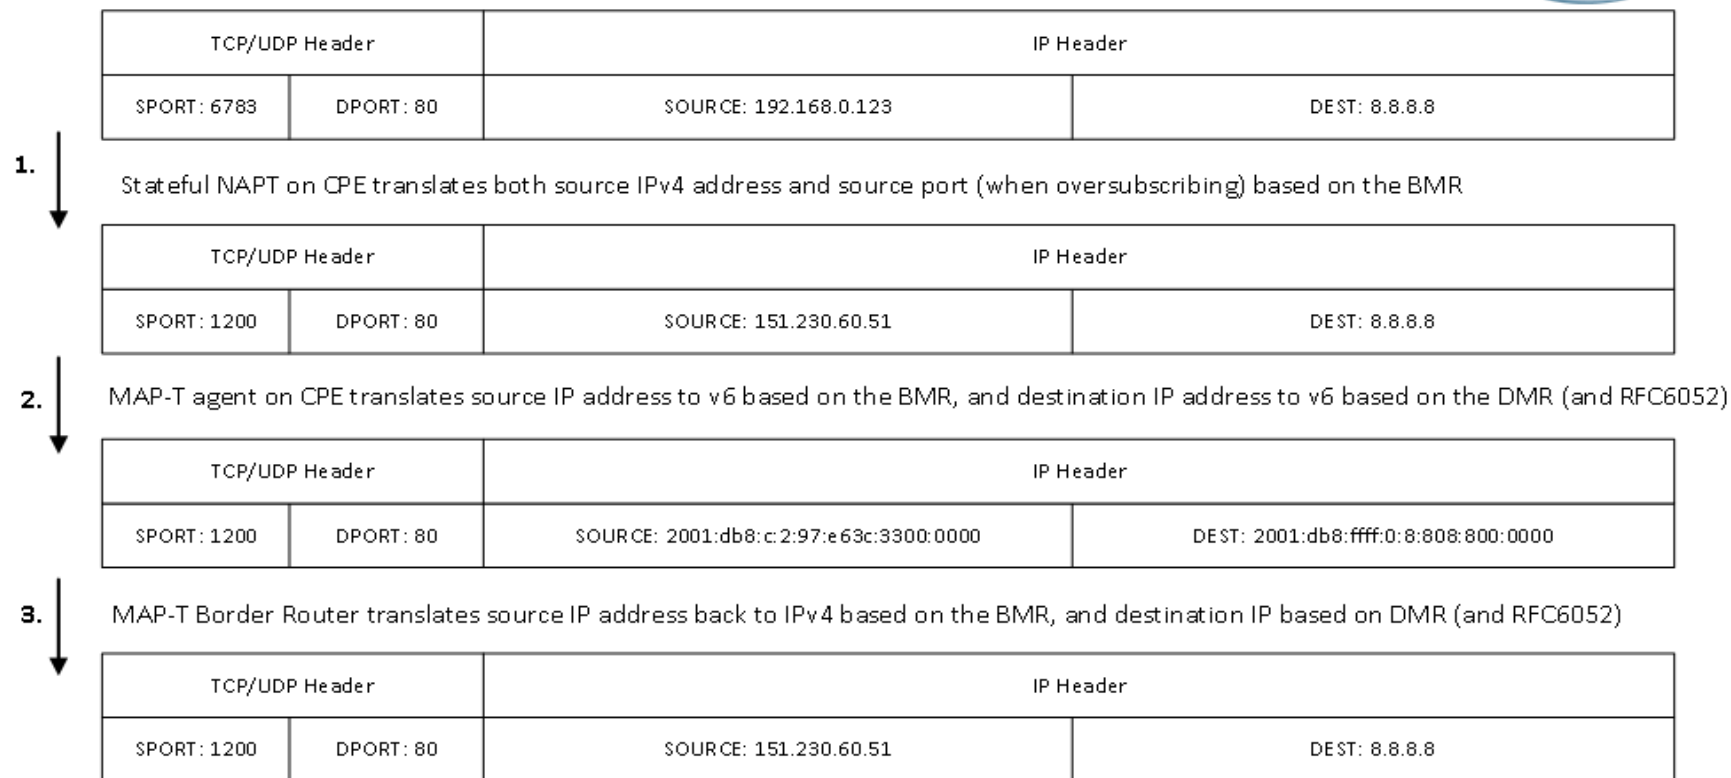 TCP/UDP Header IP Header
SPORT: 6783 DPORT: 80 SOURCE: 192.168.0.123 DEST: 8.8.8.8
1.
Stateful NAPT on CPE translates both source IPv4 address and source port (when oversubscribing) based on the BMR
TCP/UDP Header IP Header
SPORT: 1200 DPORT: 80 SOURCE: 151.230.60.51 DEST: 8.8.8.8
2. MAP-T agent on CPE translates source IP address to v6 based on the BMR, and destination IP address to v6 based on the DMR (and RFC6052)
TCP/UDP Header IP Header
SPORT: 1200 DPORT: 80 SOURCE: 2001:db8:c:2:97:e63c:3300:0000 DEST: 2001:db8:ffff:0:8:808:800:0000
3. MAP-T Border Router translates source IP address back to IPv4 based on the BMR, and destination IP based on DMR (and RFC6052)
TCP/UDP Header IP Header
SPORT: 1200 DPORT: 80 SOURCE: 151.230.60.51 DEST: 8.8.8.8